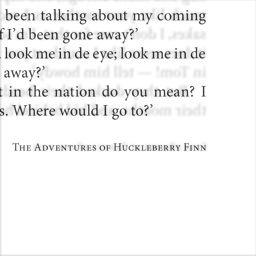 been talking about my coming
f I'd been gone away?'
look me in de eye; look me in de
away?'
in the nation do you mean? I
s. Where would I go to?'
The Adventures of Huckleberry Finn